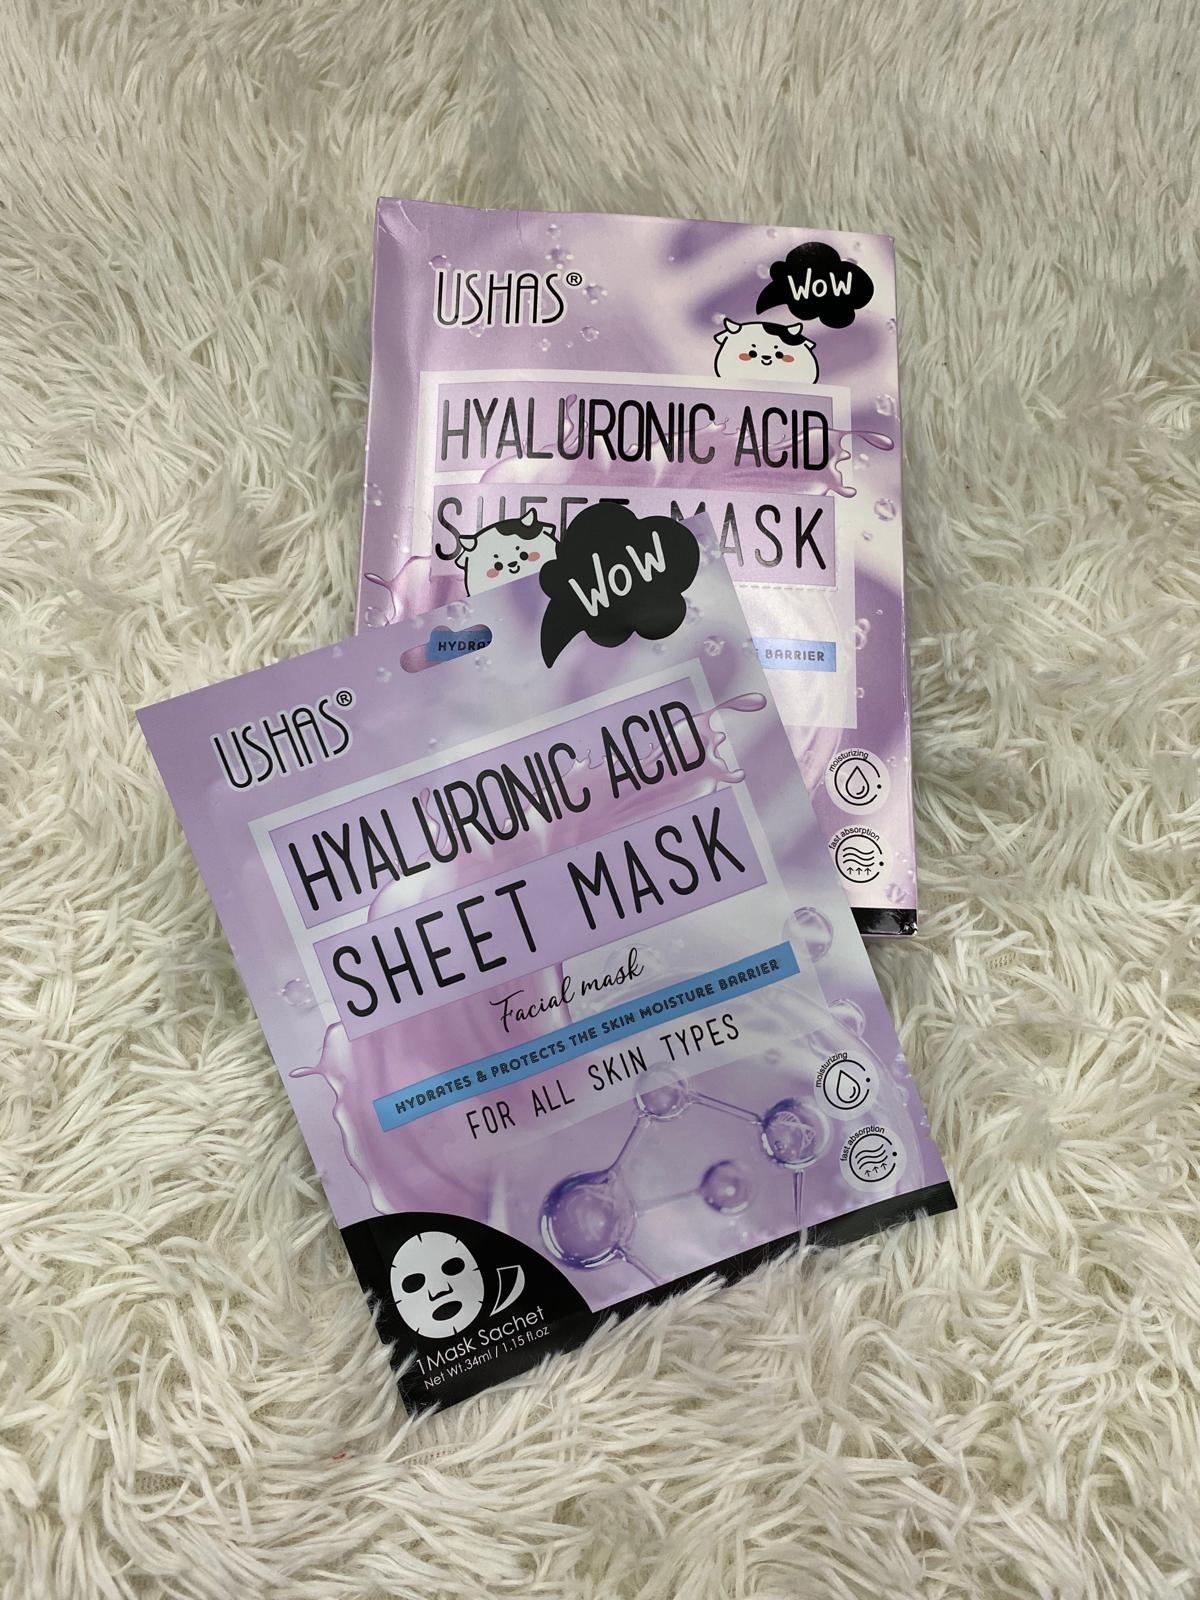 USHAS®
WOW
HYALURONIC ACID
SHEET MASK
BARRIER
moisturizing
fast absorption
WOW
HYDRA
USHAS®
HYALURONIC ACID
SHEET MASK
Facial mask
HYDRATES & PROTECTS THE SKIN MOISTURE BARRIER
FOR ALL SKIN TYPES
moisturizing
fast absorption
1Mask Sachet
Net Wt.34ml / 1.15 fl.oz